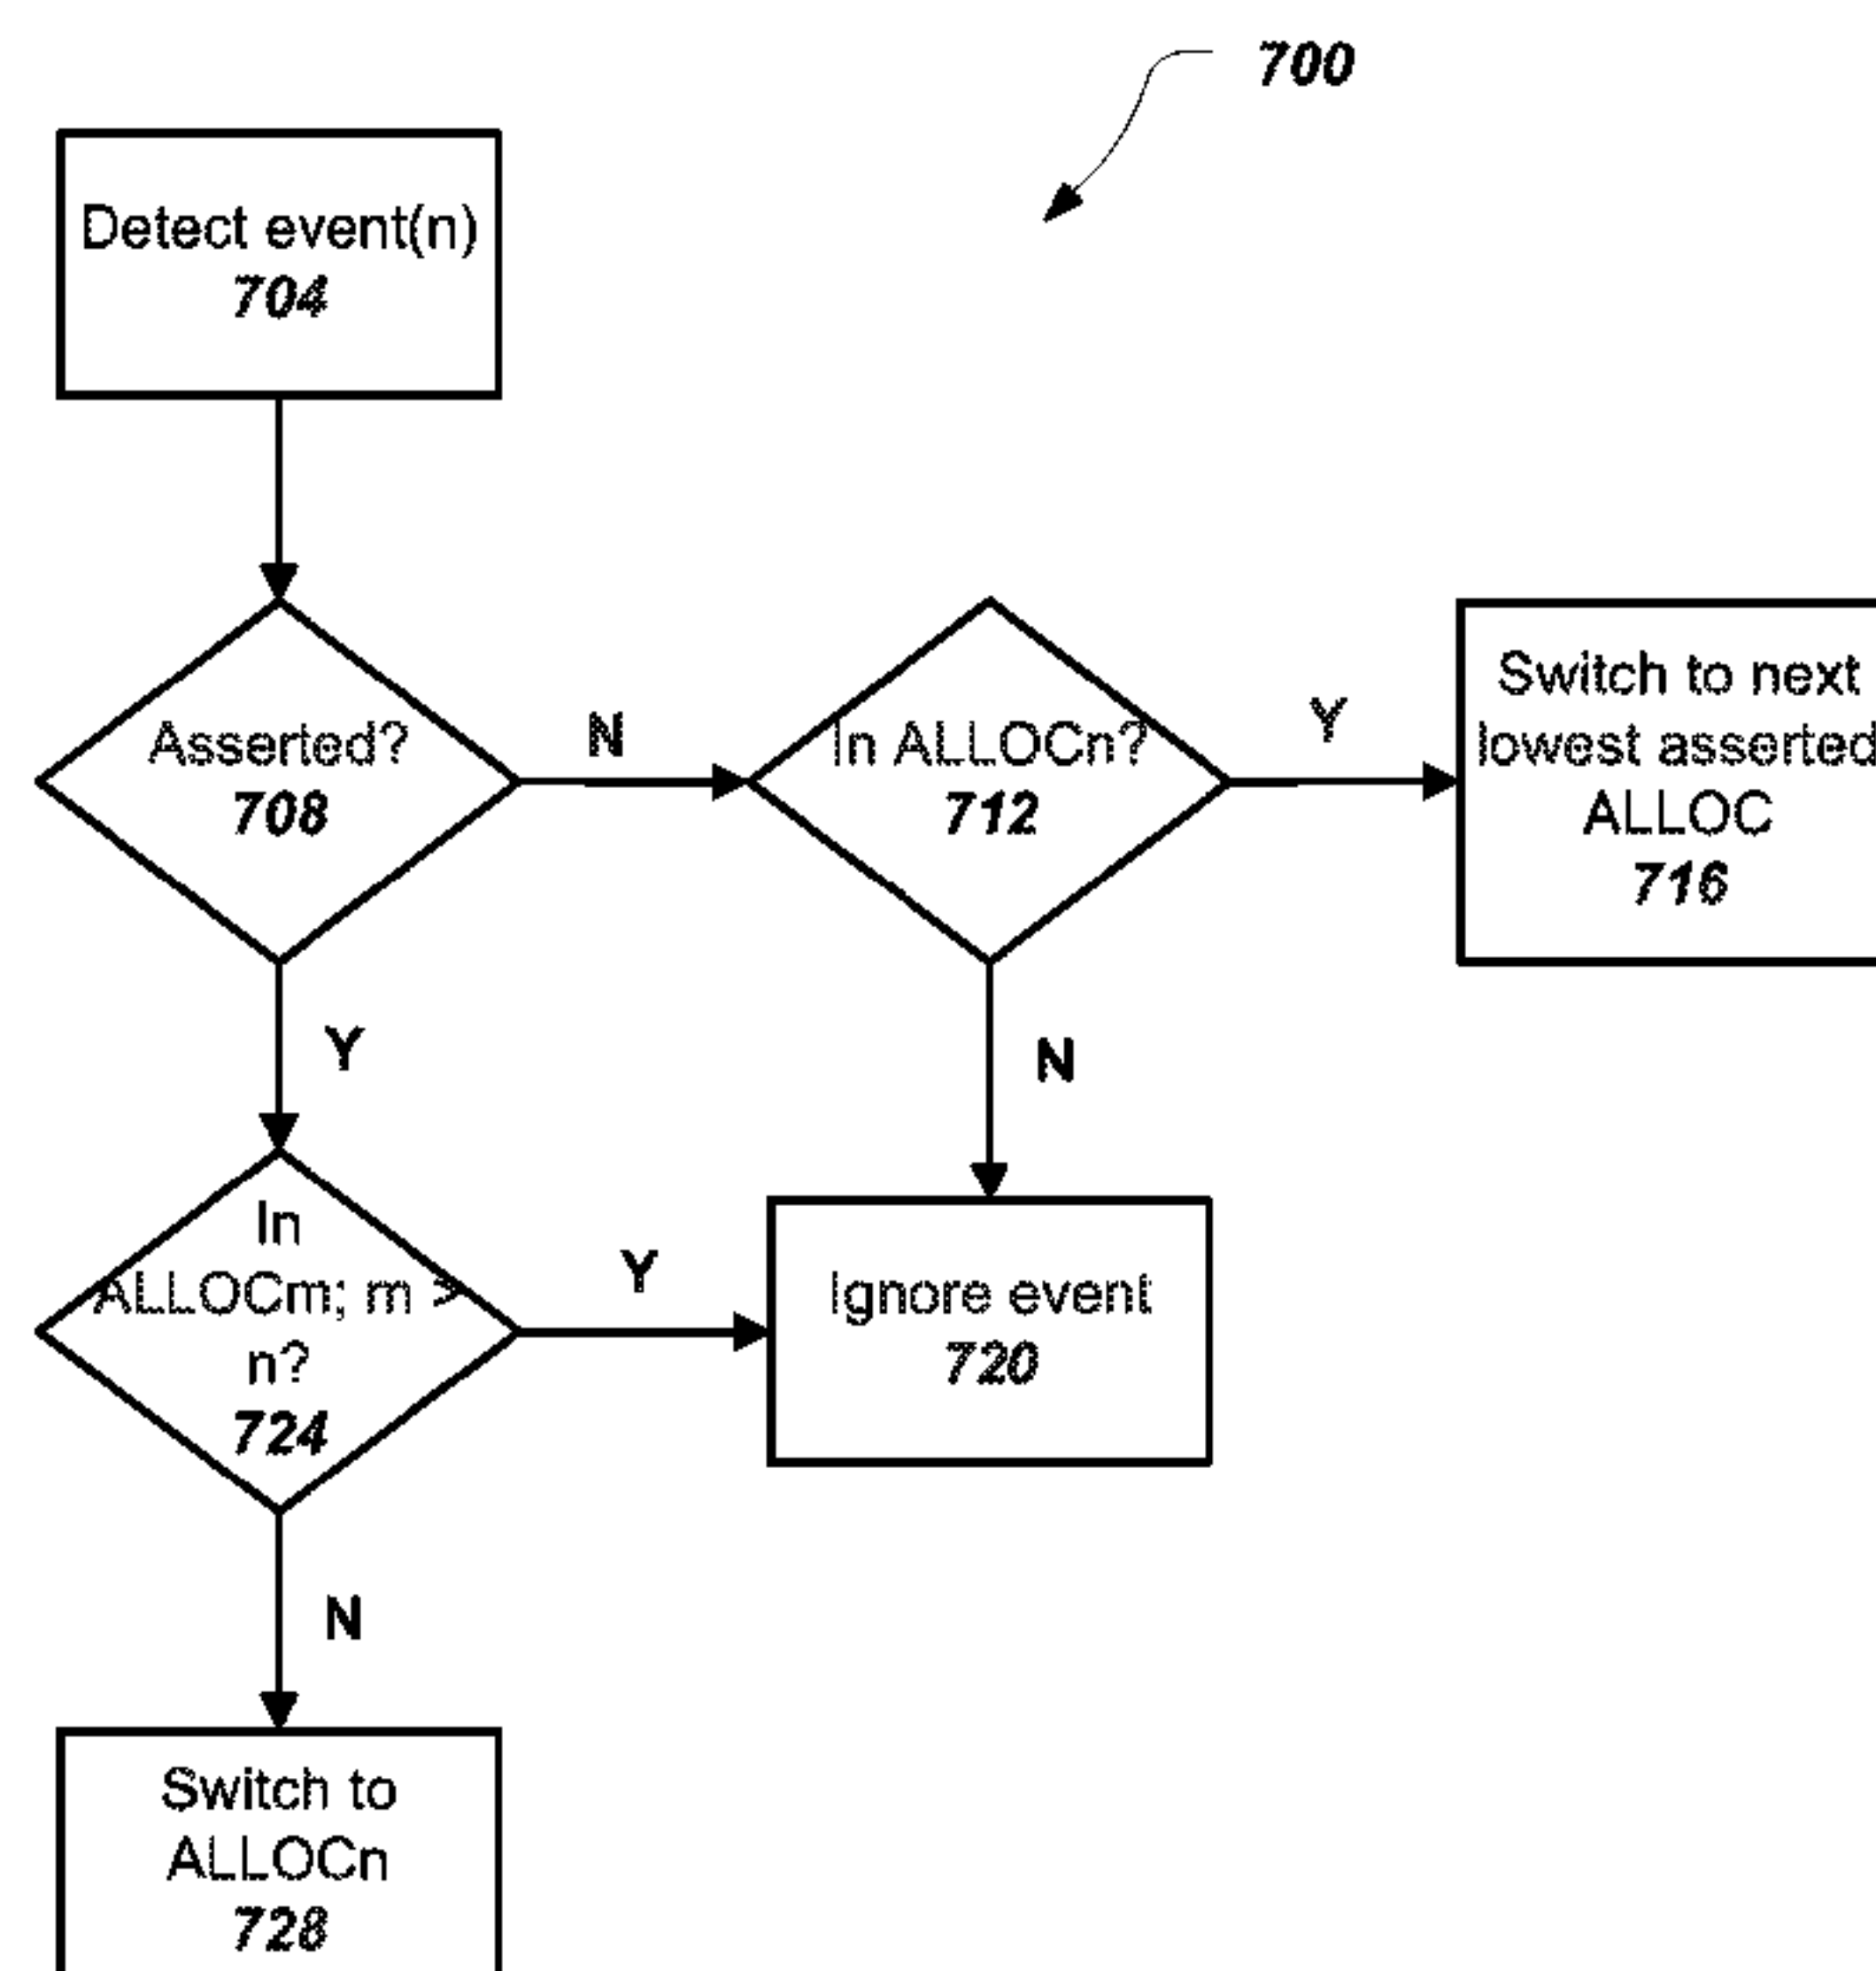 700
Detect event(n)
704
Asserted?
708
N
In ALLOCn?
712
Y
Switch to next
lowest asserted
ALLOC
716
Y
N
In
ALLOCm; m >
n?
724
Y
Ignore event
720
N
Switch to
ALLOCn
728